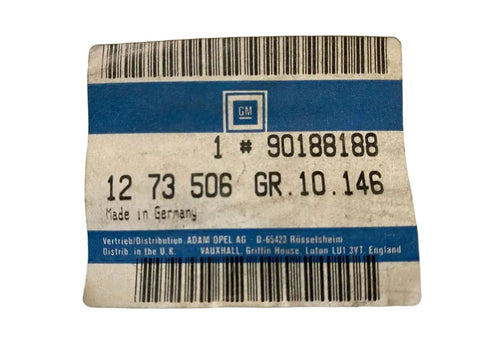 GM
1 # 90188188
12 73 506 GR.10.146
Made in Germany
Vertrieb/Distribution ADAM OPEL AG D-65423 Rüsselsheim
Distrib. in the U.K. VAUXHALL, Griffin House, Luton LU1 3YT, England